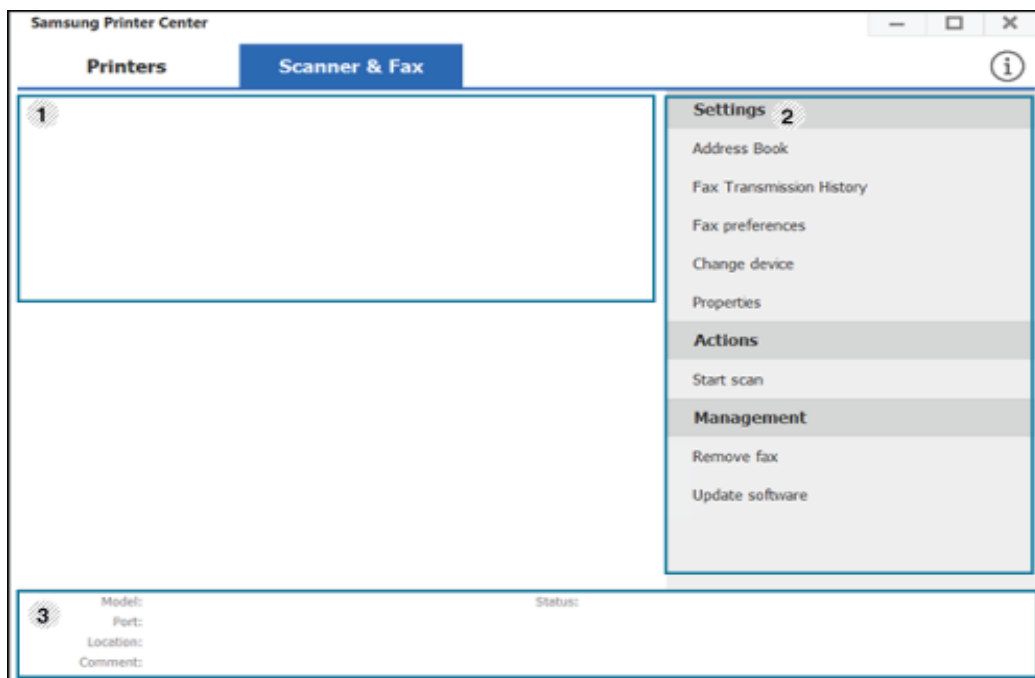 Samsung Printer Center
Printers
Scanner & Fax
i
1
Settings 2
Address Book
Fax Transmission History
Fax preferences
Change device
Properties
Actions
Start scan
Management
Remove fax
Update software
3
Model:
Status:
Port:
Location:
Comment: